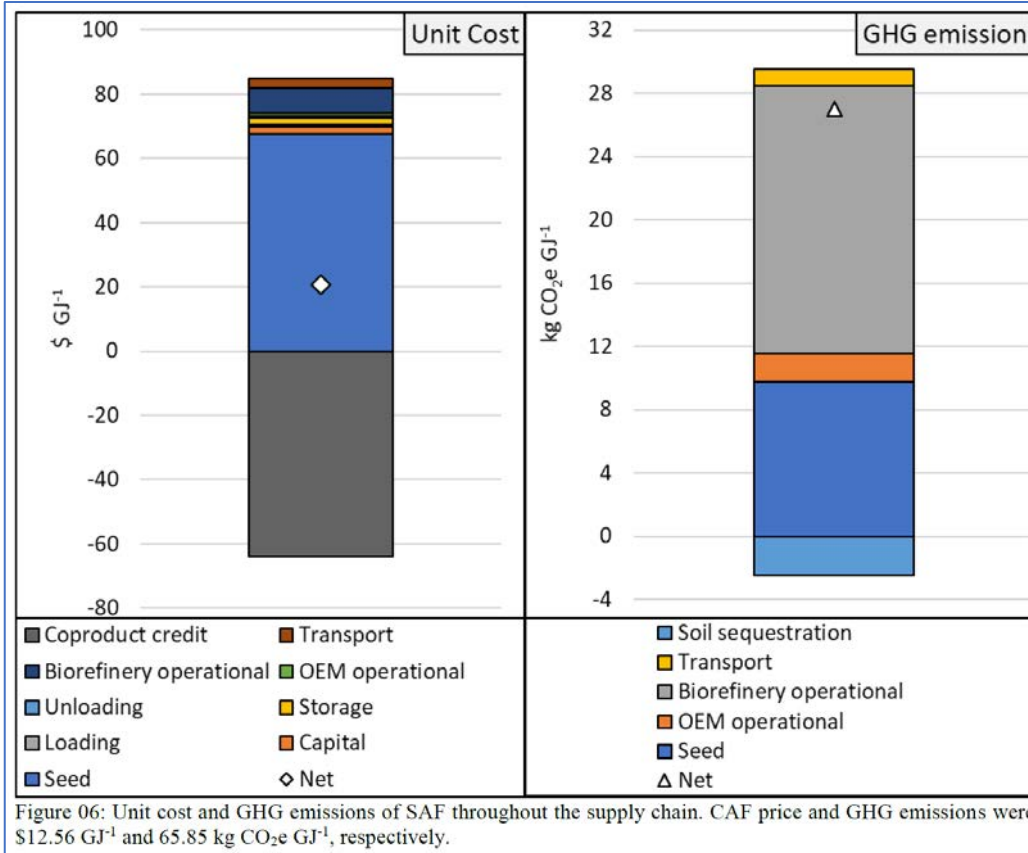 Unit Cost
100
80
60
40
20
0
-20
-40
-60
-80
$ GJ-1
GHG emission
32
28
24
20
16
12
8
4
0
-4
kg CO2e GJ-1
Coproduct credit
Transport
Biorefinery operational
OEM operational
Unloading
Storage
Loading
Capital
Seed
Net
Soil sequestration
Transport
Biorefinery operational
OEM operational
Seed
Net
Figure 06: Unit cost and GHG emissions of SAF throughout the supply chain. CAF price and GHG emissions were
$12.56 GJ-1 and 65.85 kg CO2e GJ-1, respectively.